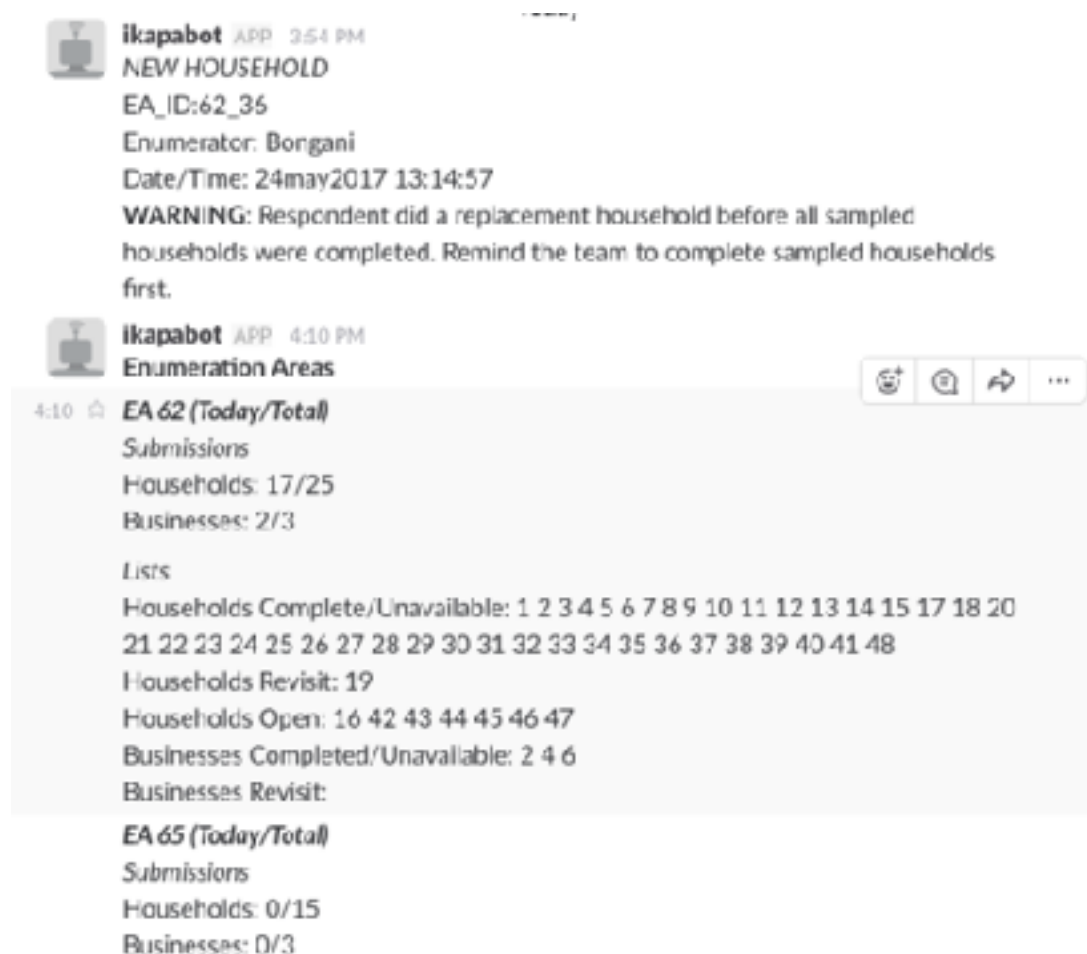 ikapabot APP 3:54 PM
NEW HOUSEHOLD
EA_ID:62_36
Enumerator: Bongani
Date/Time: 24may2017 13:14:57
WARNING: Respondent did a replacement household before all sampled
households were completed. Remind the team to complete sampled households
first.
ikapabot APP 4:10 PM
Enumeration Areas
4:10 EA 62 (Today/Total)
Submissions
Households: 17/25
Businesses: 2/3
Lists
Households Complete/Unavailable: 1 2 3 4 5 6 7 8 9 10 11 12 13 14 15 17 18 20
21 22 23 24 25 26 27 28 29 30 31 32 33 34 35 36 37 38 39 40 41 48
Households Revisit: 19
Households Open: 16 42 43 44 45 46 47
Businesses Completed/Unavailable: 2 4 6
Businesses Revisit:
EA 65 (Today/Total)
Submissions
Households: 0/15
Businesses: 0/3